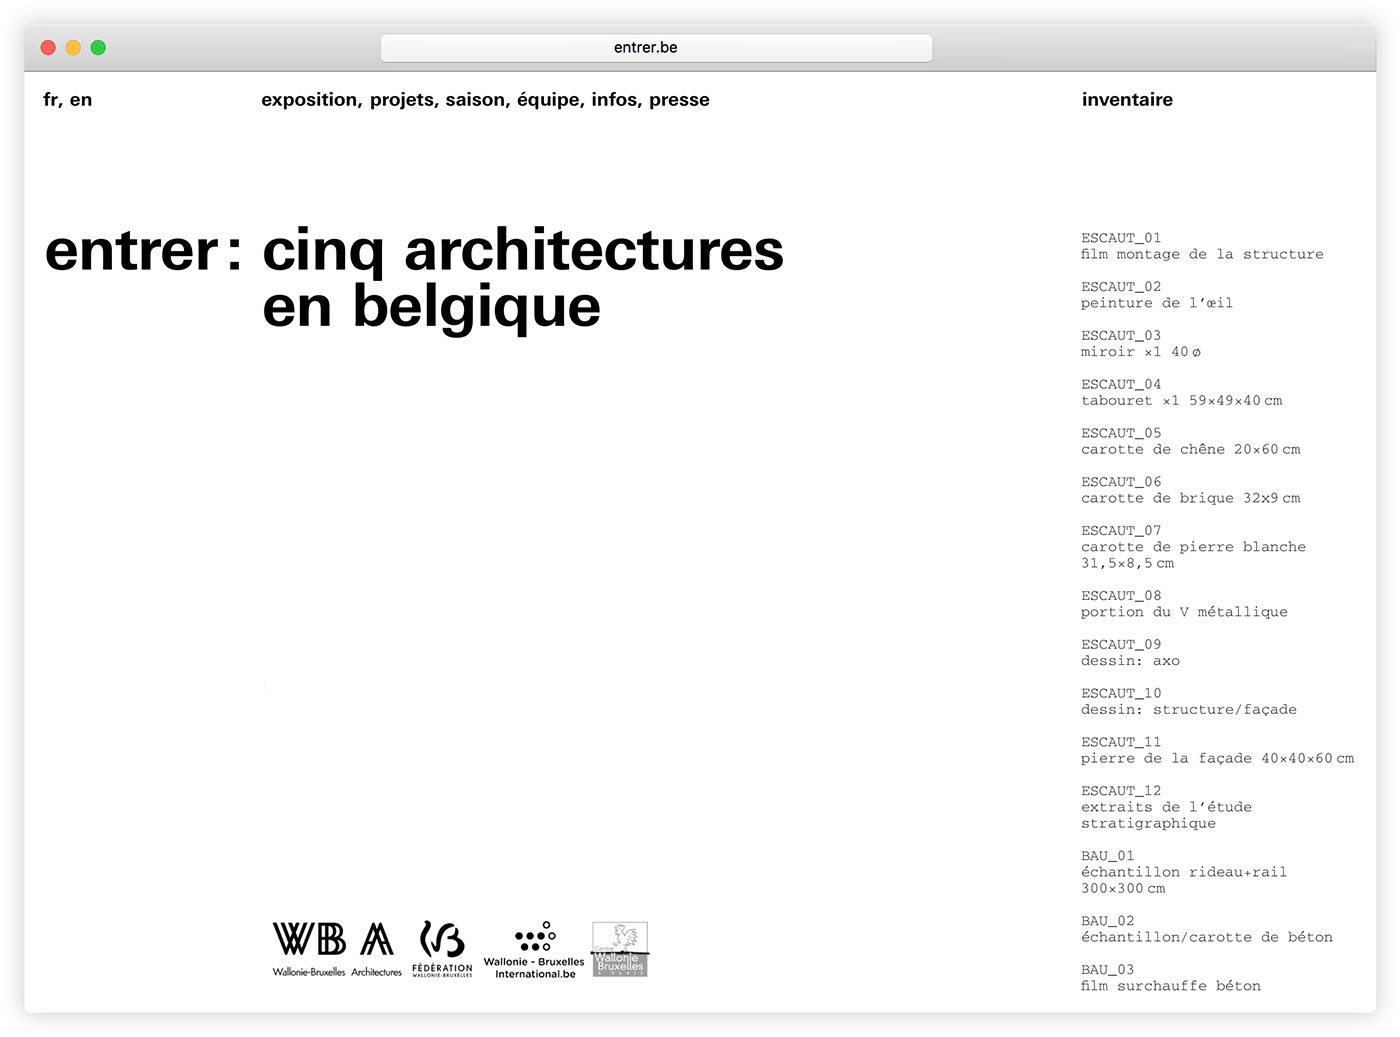 entrer.be
fr, en
exposition, projets, saison, équipe, infos, presse
inventaire
entrer : cinq architectures
en belgique
ESCAUT_01
film montage de la structure
ESCAUT_02
peinture de l’œil
ESCAUT_03
miroir ×1 40 ø
ESCAUT_04
tabouret ×1 59×49×40 cm
ESCAUT_05
carotte de chêne 20×60 cm
ESCAUT_06
carotte de brique 32x9 cm
ESCAUT_07
carotte de pierre blanche
31,5×8,5 cm
ESCAUT_08
portion du V métallique
ESCAUT_09
dessin: axo
ESCAUT_10
dessin: structure/façade
ESCAUT_11
pierre de la façade 40×40×60 cm
ESCAUT_12
extraits de l’étude
stratigraphique
BAU_01
échantillon rideau+rail
300×300 cm
BAU_02
échantillon/carotte de béton
BAU_03
film surchauffe béton
WB A
Wallonie-Bruxelles Architectures
FÉDÉRATION
WALLONIE-BRUXELLES
Wallonie - Bruxelles
International.be
Centre
Wallonie
Bruxelles
À PARIS